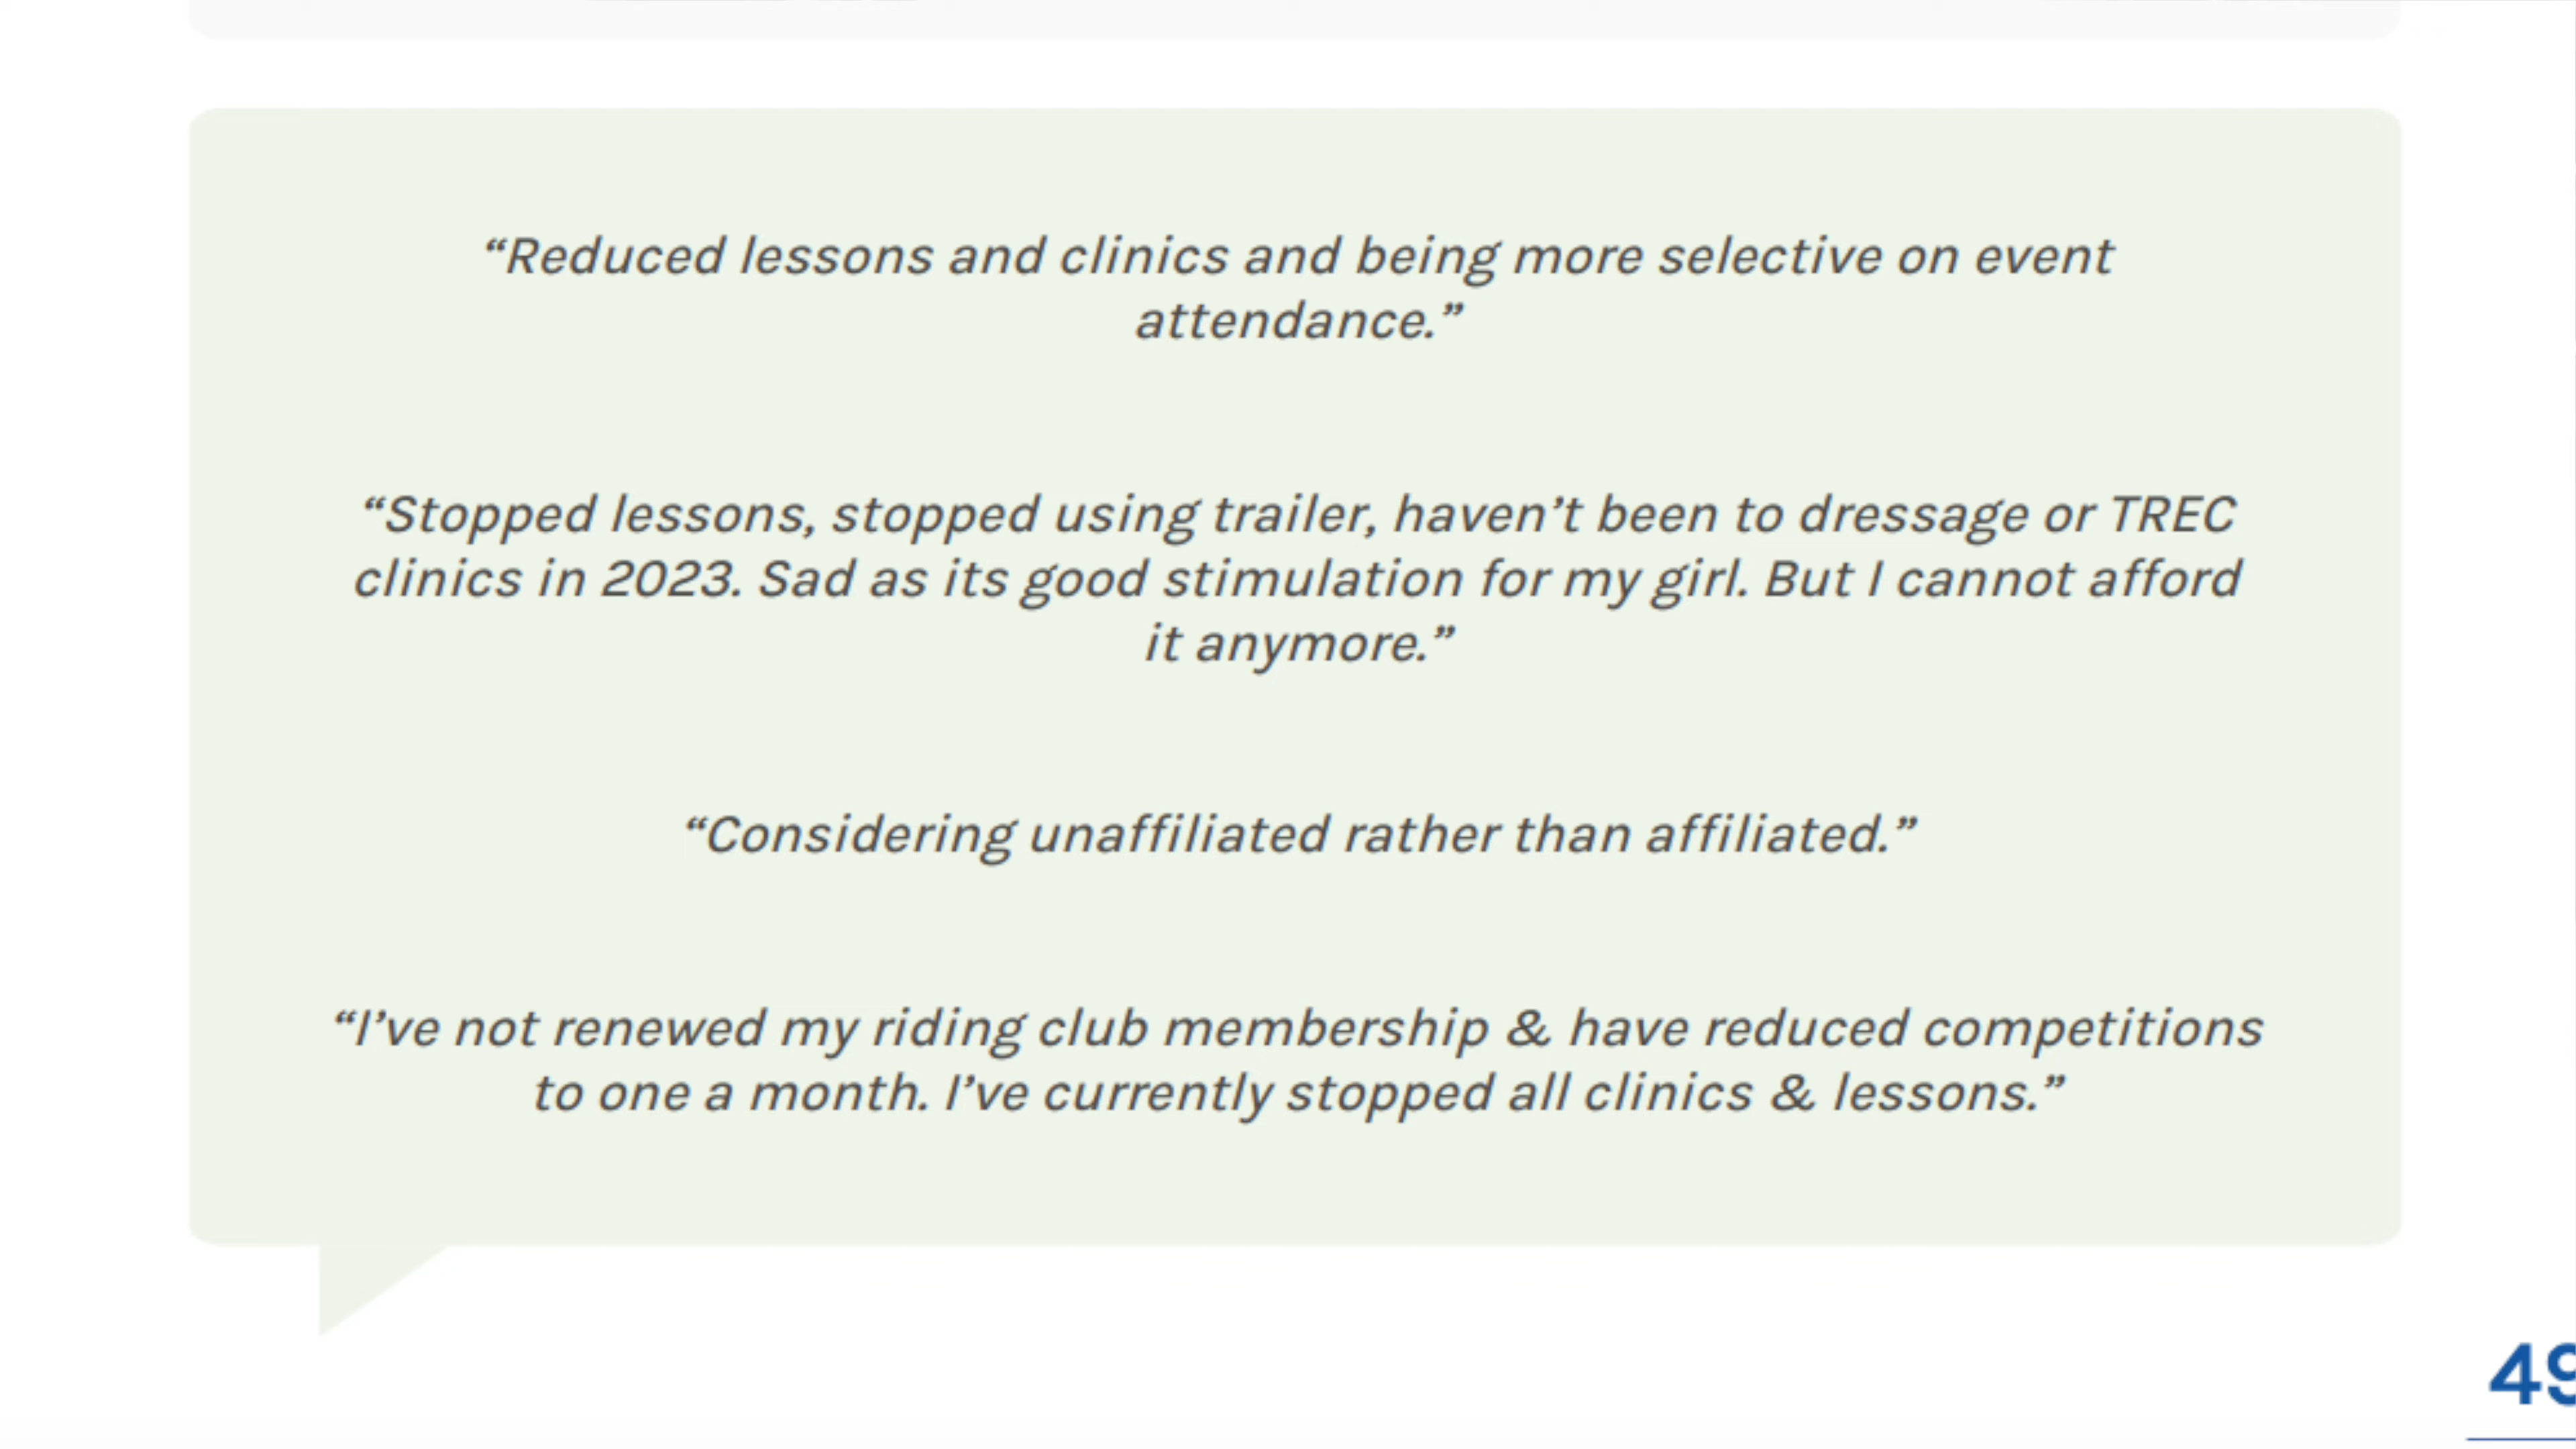 “Reduced lessons and clinics and being more selective on event
attendance.”
“Stopped lessons, stopped using trailer, haven’t been to dressage or TREC
clinics in 2023. Sad as its good stimulation for my girl. But I cannot afford
it anymore.”
“Considering unaffiliated rather than affiliated.”
“I’ve not renewed my riding club membership & have reduced competitions
to one a month. I’ve currently stopped all clinics & lessons.”
49